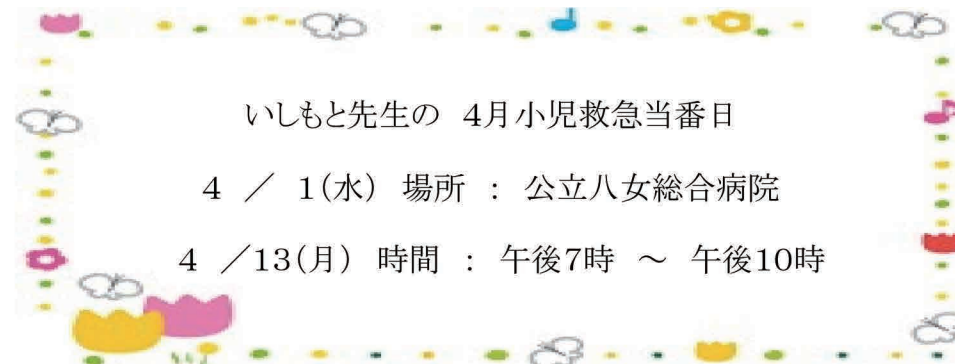 いしもと先生の 4月小児救急当番日
4 ／ 1(水) 場所 : 公立八女総合病院
4 ／13(月) 時間 : 午後7時 ～ 午後10時